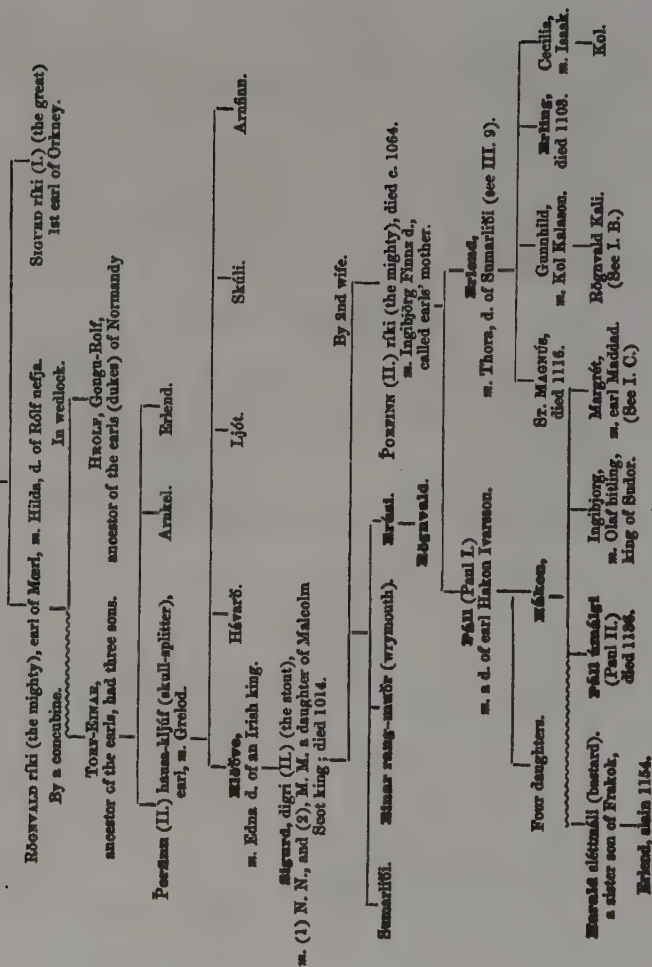 RÖGNVALD ríki (the mighty), earl of Mœri, m. Hilda, d. of Rólf nefja.
SIGURD ríki (I.) (the great)
1st earl of Orkney.
By a concubine.
In wedlock.
TORF-EINAR,
ancestor of the earls, had three sons.
HROLF, Gongu-Rolf,
ancestor of the earls (dukes) of Normandy
Þorfinn (II.) hausa-kljúf (skull-splitter),
earl, m. Grelod.
Arnkel.
Erlend.
Hlöðve,
m. Edna d. of an Irish king.
Hávarð.
Ljót.
Skúli.
Arnfinn.
Sigurd, digri (II.) (the stout),
m. (1) N. N., and (2), M. M. a daughter of Malcolm
Scot king; died 1014.
By 2nd wife.
Sumarliði.
Einar rang-muðr (wrymouth).
Brúsi.
Rögnvald.
ÞORFINN (II.) ríki (the mighty), died c. 1064.
m. Ingibjörg Finns d.,
called earls' mother.
Páll (Paul I.)
m. a d. of earl Hakon Ivarsson.
Erlend,
m. Thora, d. of Sumarliði (see III. 9).
Four daughters.
Hákon,
ST. MAGNÚS,
died 1116.
Gunnhild,
m. Kol Kalason.
Rögnvald Kali.
(See I. B.)
Erling,
died 1103.
Cecilia,
m. Isaak.
Kol.
Harald sléttmáli (bastard).
a sister son of Frakok,
Erlend, slain 1154.
Páll úmálgi
(Paul II.)
died 1136.
Ingibjorg,
m. Olaf bitling,
king of Sudor.
Margrét,
m. earl Maddad.
(See I. C.)